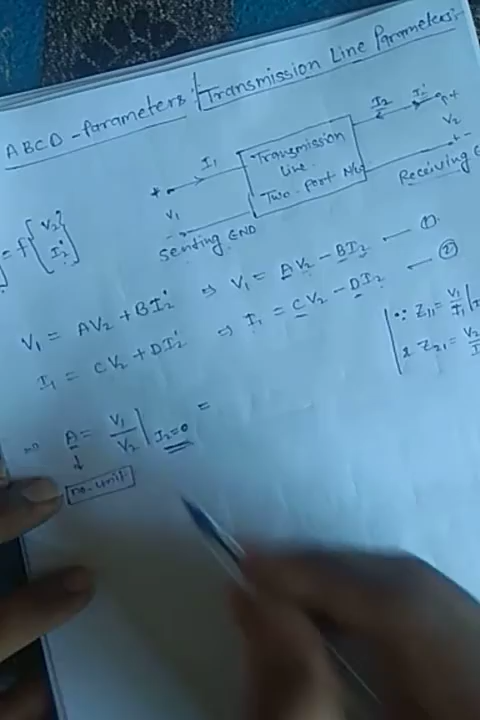 ABCD - Parameters / Transmission Line Parameters:-
I1
I2 I2'
+ V1 -
Transmission
Line
Two-Port N/W
+ V2 -
sending END
Receiving
= f { V2 I2' }
V1 = AV2 + BI2' ⇒ V1 = AV2 - BI2 — ①
I1 = CV2 + DI2' ⇒ I1 = CV2 - DI2 — ②
∵ Z11 = V1/I1 |
& Z21 = V2/
⇒ A = V1/V2 | I2=0 =
↓
no-unit